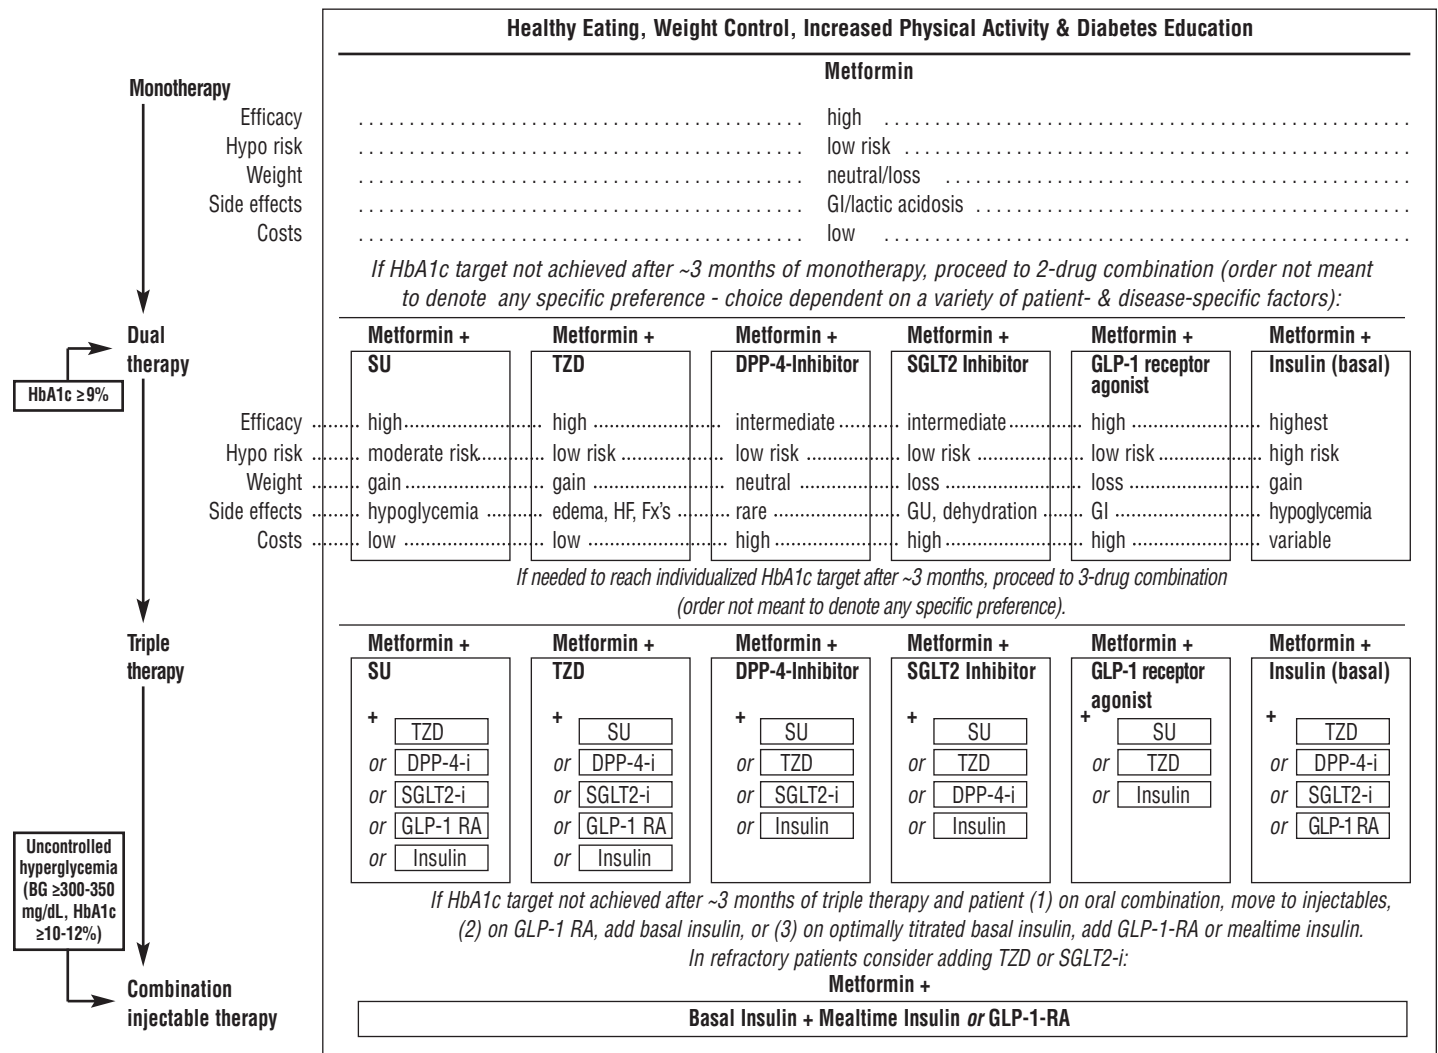 Healthy Eating, Weight Control, Increased Physical Activity & Diabetes Education
Metformin
Monotherapy
Efficacy high
Hypo risk low risk
Weight neutral/loss
Side effects GI/lactic acidosis
Costs low
If HbA1c target not achieved after ~3 months of monotherapy, proceed to 2-drug combination (order not meant
to denote any specific preference - choice dependent on a variety of patient- & disease-specific factors):
Dual
therapy
HbA1c ≥9%
Metformin + Metformin + Metformin + Metformin + Metformin + Metformin +
SU TZD DPP-4-Inhibitor SGLT2 Inhibitor GLP-1 receptor Insulin (basal)
agonist
Efficacy high high intermediate intermediate high highest
Hypo risk moderate risk low risk low risk low risk low risk high risk
Weight gain gain neutral loss loss gain
Side effects hypoglycemia edema, HF, Fx's rare GU, dehydration GI hypoglycemia
Costs low low high high high variable
If needed to reach individualized HbA1c target after ~3 months, proceed to 3-drug combination
(order not meant to denote any specific preference).
Triple
therapy
Metformin + Metformin + Metformin + Metformin + Metformin + Metformin +
SU TZD DPP-4-Inhibitor SGLT2 Inhibitor GLP-1 receptor Insulin (basal)
agonist
+ TZD + SU + SU + SU + SU + TZD
or DPP-4-i or DPP-4-i or TZD or TZD or TZD or DPP-4-i
or SGLT2-i or SGLT2-i or SGLT2-i or DPP-4-i or Insulin or SGLT2-i
or GLP-1 RA or GLP-1 RA or Insulin or Insulin or GLP-1 RA
or Insulin or Insulin
Uncontrolled
hyperglycemia
(BG ≥300-350
mg/dL, HbA1c
≥10-12%)
If HbA1c target not achieved after ~3 months of triple therapy and patient (1) on oral combination, move to injectables,
(2) on GLP-1 RA, add basal insulin, or (3) on optimally titrated basal insulin, add GLP-1-RA or mealtime insulin.
In refractory patients consider adding TZD or SGLT2-i:
Combination
injectable therapy
Metformin +
Basal Insulin + Mealtime Insulin or GLP-1-RA